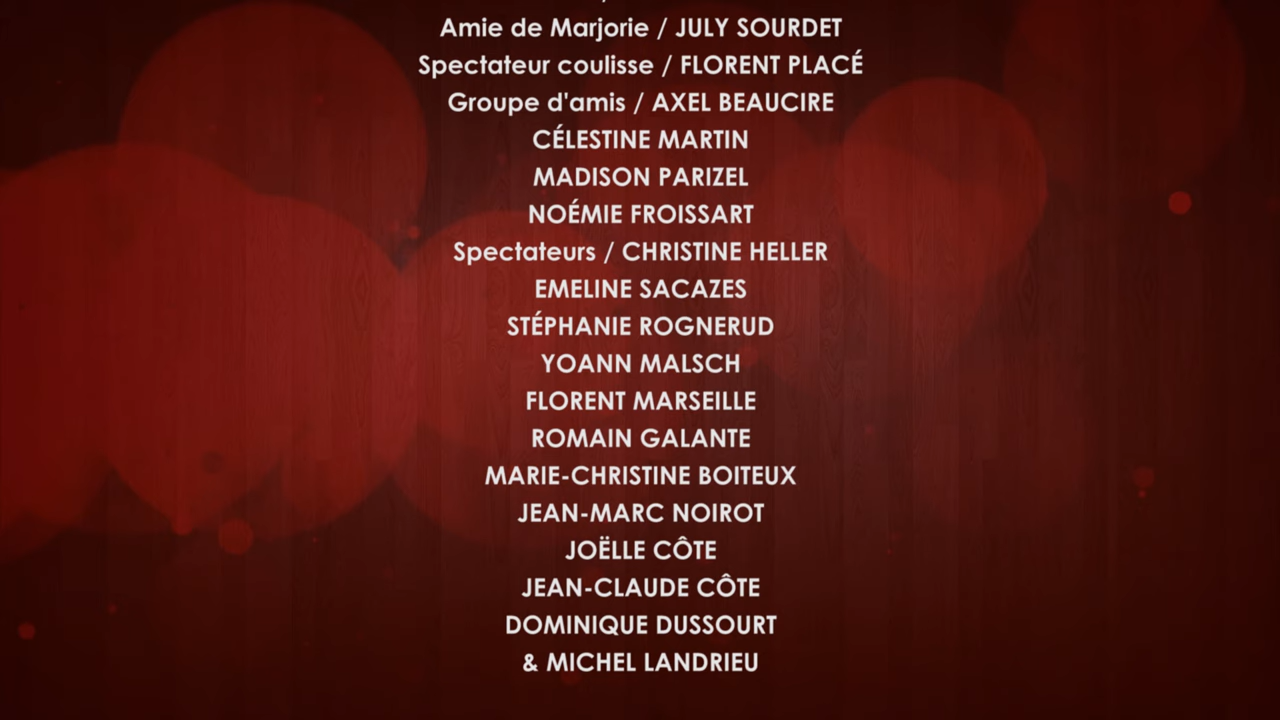 Amie de Marjorie / JULY SOURDET
Spectateur coulisse / FLORENT PLACÉ
Groupe d'amis / AXEL BEAUCIRE
CÉLESTINE MARTIN
MADISON PARIZEL
NOÉMIE FROISSART
Spectateurs / CHRISTINE HELLER
EMELINE SACAZES
STÉPHANIE ROGNERUD
YOANN MALSCH
FLORENT MARSEILLE
ROMAIN GALANTE
MARIE-CHRISTINE BOITEUX
JEAN-MARC NOIROT
JOËLLE CÔTE
JEAN-CLAUDE CÔTE
DOMINIQUE DUSSOURT
& MICHEL LANDRIEU